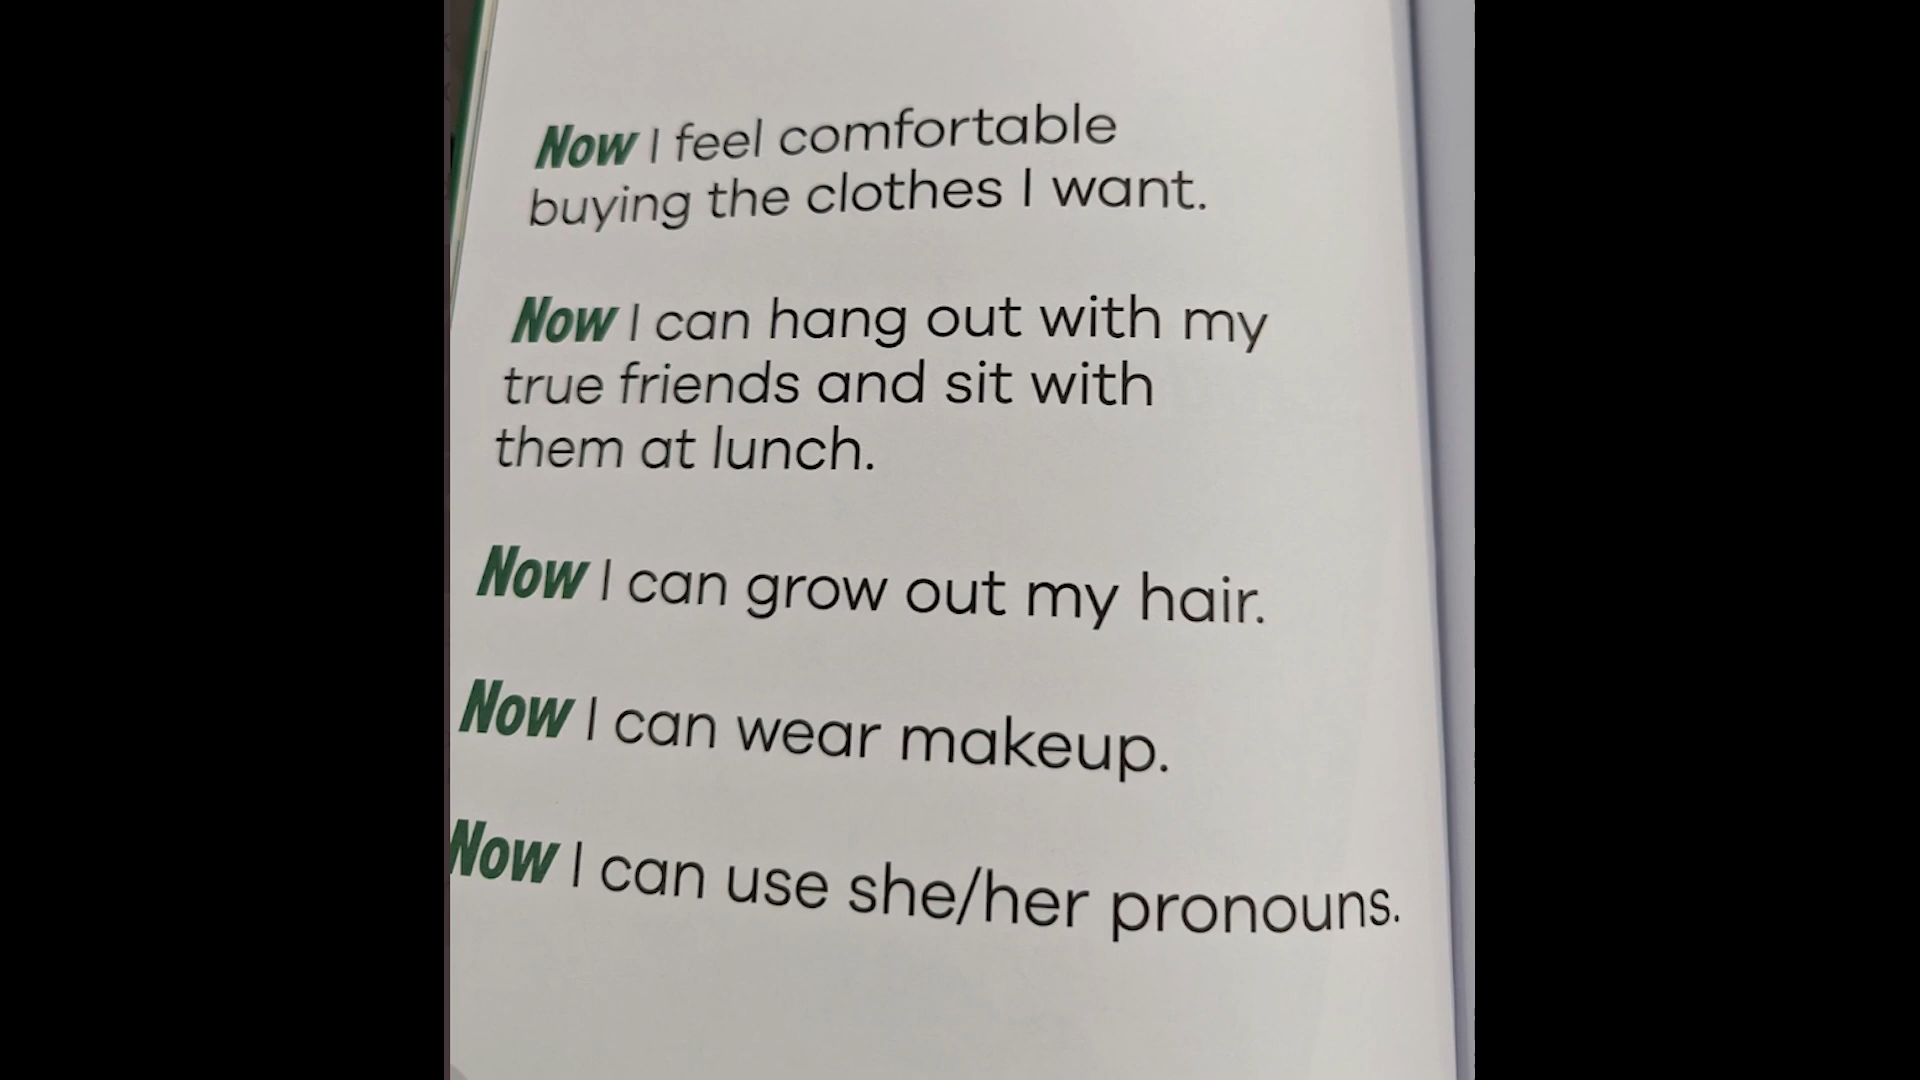 Now I feel comfortable
buying the clothes I want.
Now I can hang out with my
true friends and sit with
them at lunch.
Now I can grow out my hair.
Now I can wear makeup.
Now I can use she/her pronouns.